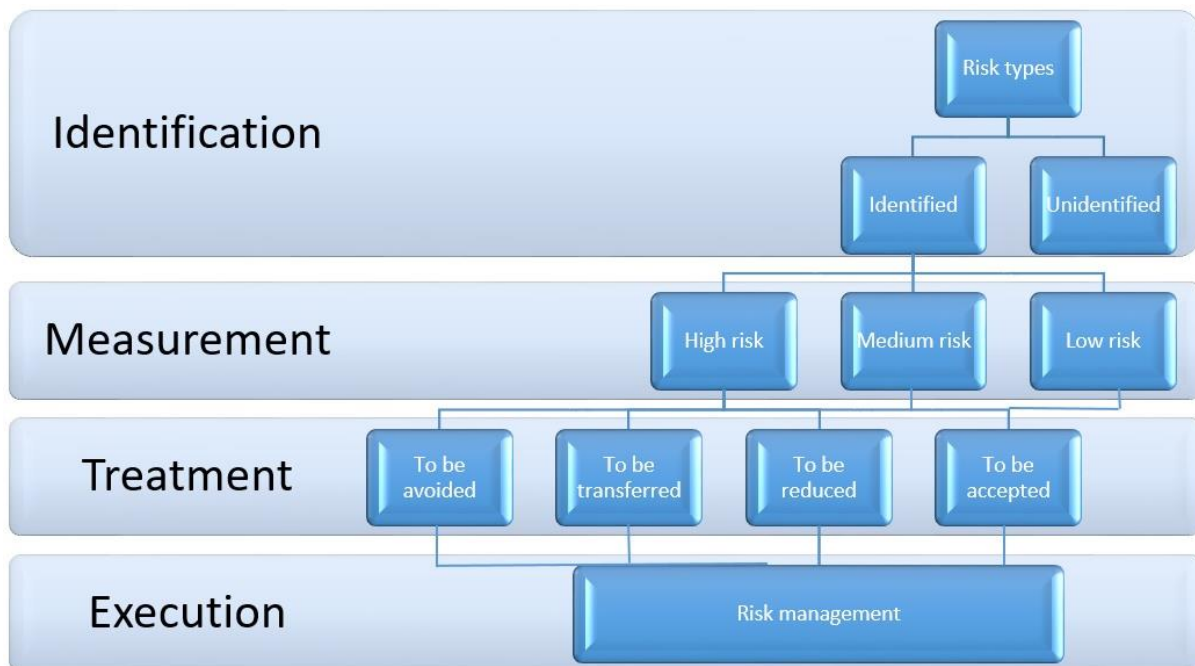 Identification
Risk types
Identified
Unidentified
Measurement
High risk
Medium risk
Low risk
Treatment
To be
avoided
To be
transferred
To be
reduced
To be
accepted
Execution
Risk management